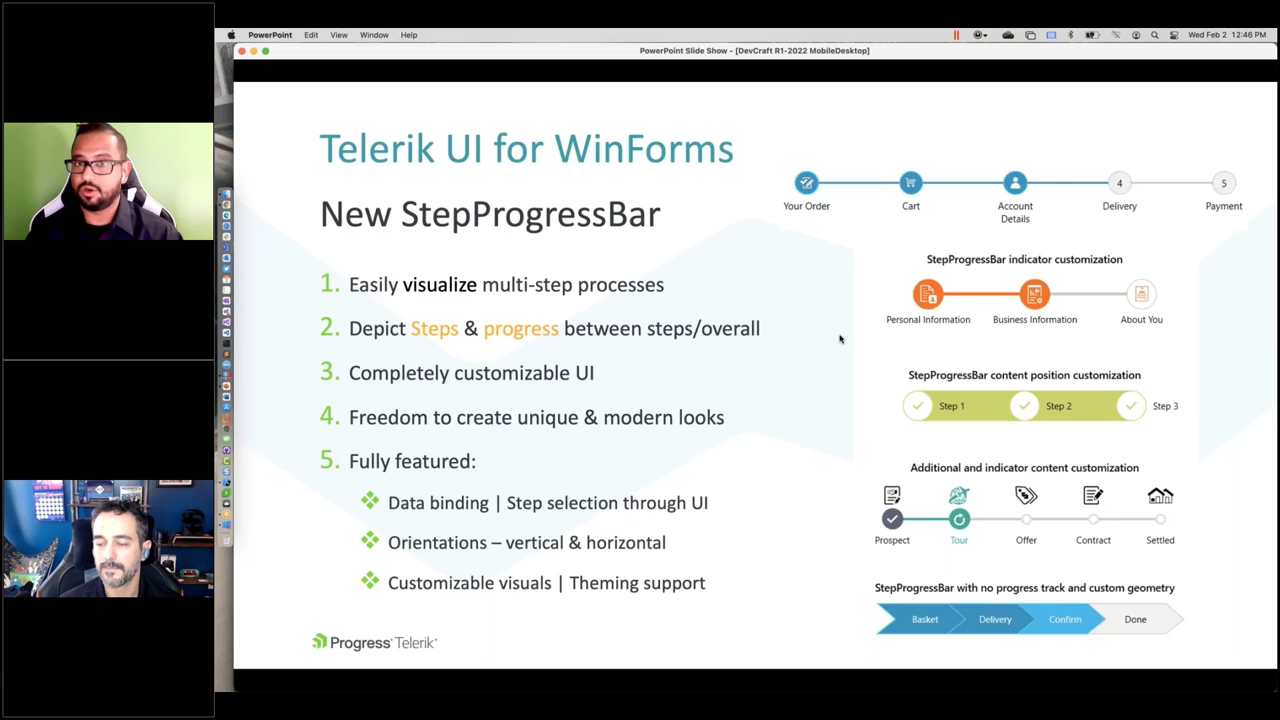 PowerPoint Edit View Window Help
Wed Feb 2 12:46 PM
PowerPoint Slide Show - [DevCraft R1-2022 MobileDesktop]
Telerik UI for WinForms
New StepProgressBar
1. Easily visualize multi-step processes
2. Depict Steps & progress between steps/overall
3. Completely customizable UI
4. Freedom to create unique & modern looks
5. Fully featured:
Data binding | Step selection through UI
Orientations – vertical & horizontal
Customizable visuals | Theming support
Progress Telerik
4 5
Your Order Cart Account Delivery Payment
Details
StepProgressBar indicator customization
Personal Information Business Information About You
StepProgressBar content position customization
Step 1 Step 2 Step 3
Additional and indicator content customization
Prospect Tour Offer Contract Settled
StepProgressBar with no progress track and custom geometry
Basket Delivery Confirm Done